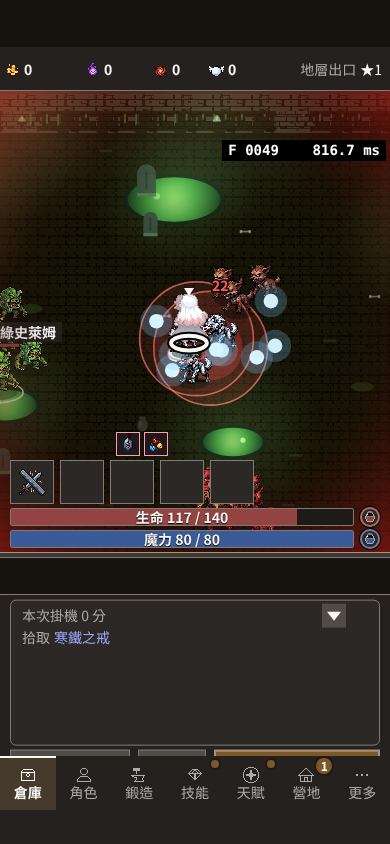 0 0 0 0 地層出口 ★1
F 0049 816.7 ms
22
綠史萊姆
生命 117 / 140
魔力 80 / 80
本次掛機 0 分
拾取 寒鐵之戒
1
倉庫 角色 鍛造 技能 天賦 營地 更多